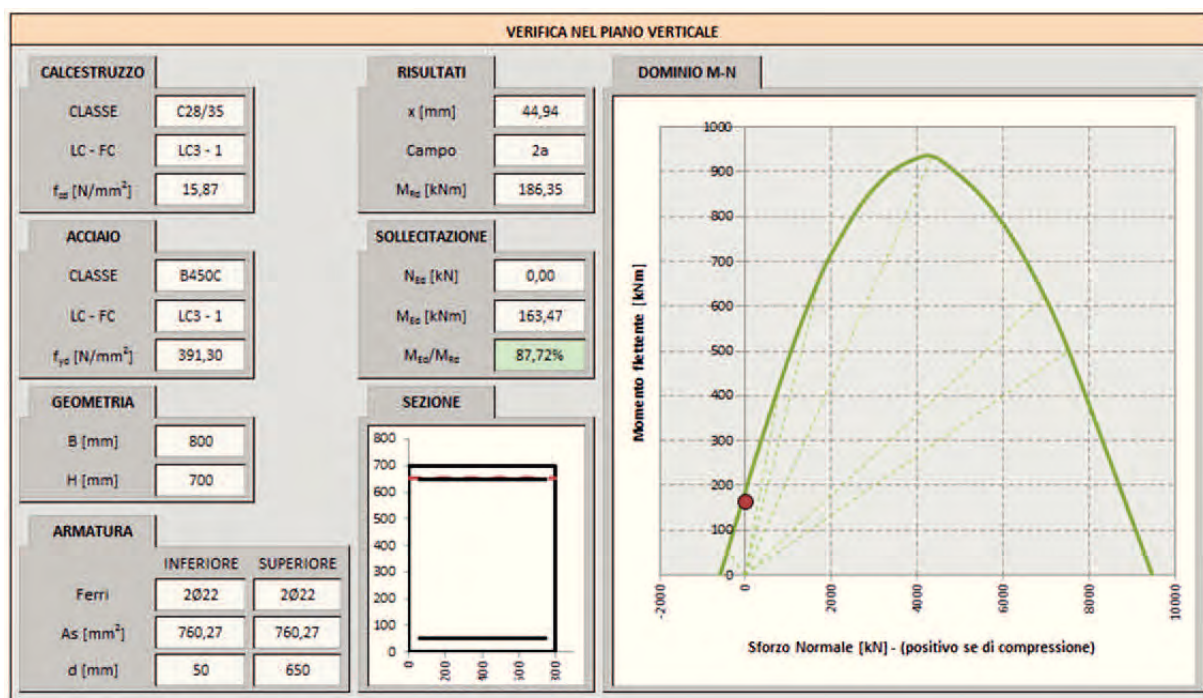 VERIFICA NEL PIANO VERTICALE
CALCESTRUZZO
CLASSE C28/35
LC - FC LC3 - 1
fcd [N/mm²] 15,87
ACCIAIO
CLASSE B450C
LC - FC LC3 - 1
fyd [N/mm²] 391,30
GEOMETRIA
B [mm] 800
H [mm] 700
ARMATURA
INFERIORE SUPERIORE
Ferri 2Ø22 2Ø22
As [mm²] 760,27 760,27
d [mm] 50 650
RISULTATI
x [mm] 44,94
Campo 2a
MRd [kNm] 186,35
SOLLECITAZIONE
NEd [kN] 0,00
MEd [kNm] 163,47
MEd/MRd 87,72%
SEZIONE
800
700
600
500
400
300
200
100
0
0 200 400 600 800
DOMINIO M-N
Momento flettente [kNm]
1000
900
800
700
600
500
400
300
200
100
0
-2000 0 2000 4000 6000 8000 10000
Sforzo Normale [kN] - (positivo se di compressione)